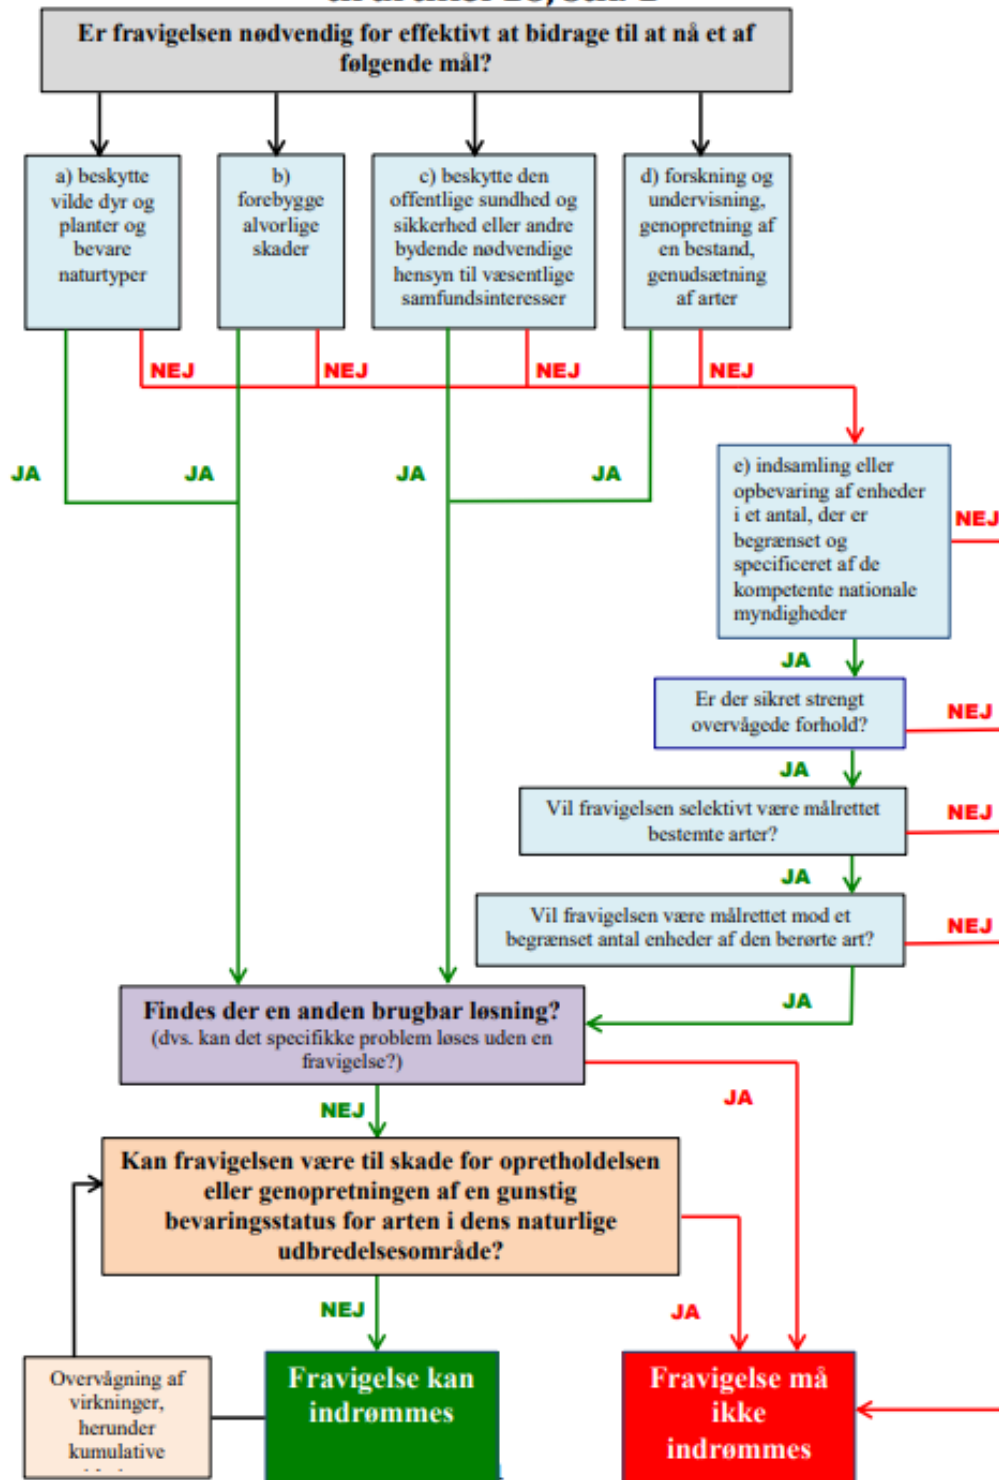 Er fravigelsen nødvendig for effektivt at bidrage til at nå et af
følgende mål?
a) beskytte
vilde dyr og
planter og
bevare
naturtyper
b)
forebygge
alvorlige
skader
c) beskytte den
offentlige sundhed og
sikkerhed eller andre
bydende nødvendige
hensyn til væsentlige
samfundsinteresser
d) forskning og
undervisning,
genopretning af
en bestand,
genudsætning
af arter
NEJ
NEJ
NEJ
NEJ
JA
JA
JA
JA
e) indsamling eller
opbevaring af enheder
i et antal, der er
begrænset og
specificeret af de
kompetente nationale
myndigheder
NEJ
JA
Er der sikret strengt
overvågede forhold?
NEJ
JA
Vil fravigelsen selektivt være målrettet
bestemte arter?
NEJ
JA
Vil fravigelsen være målrettet mod et
begrænset antal enheder af den berørte art?
NEJ
JA
Findes der en anden brugbar løsning?
(dvs. kan det specifikke problem løses uden en
fravigelse?)
JA
NEJ
Kan fravigelsen være til skade for opretholdelsen
eller genopretningen af en gunstig
bevaringsstatus for arten i dens naturlige
udbredelsesområde?
NEJ
JA
Overvågning af
virkninger,
herunder
kumulative
Fravigelse kan
indrømmes
Fravigelse må
ikke
indrømmes